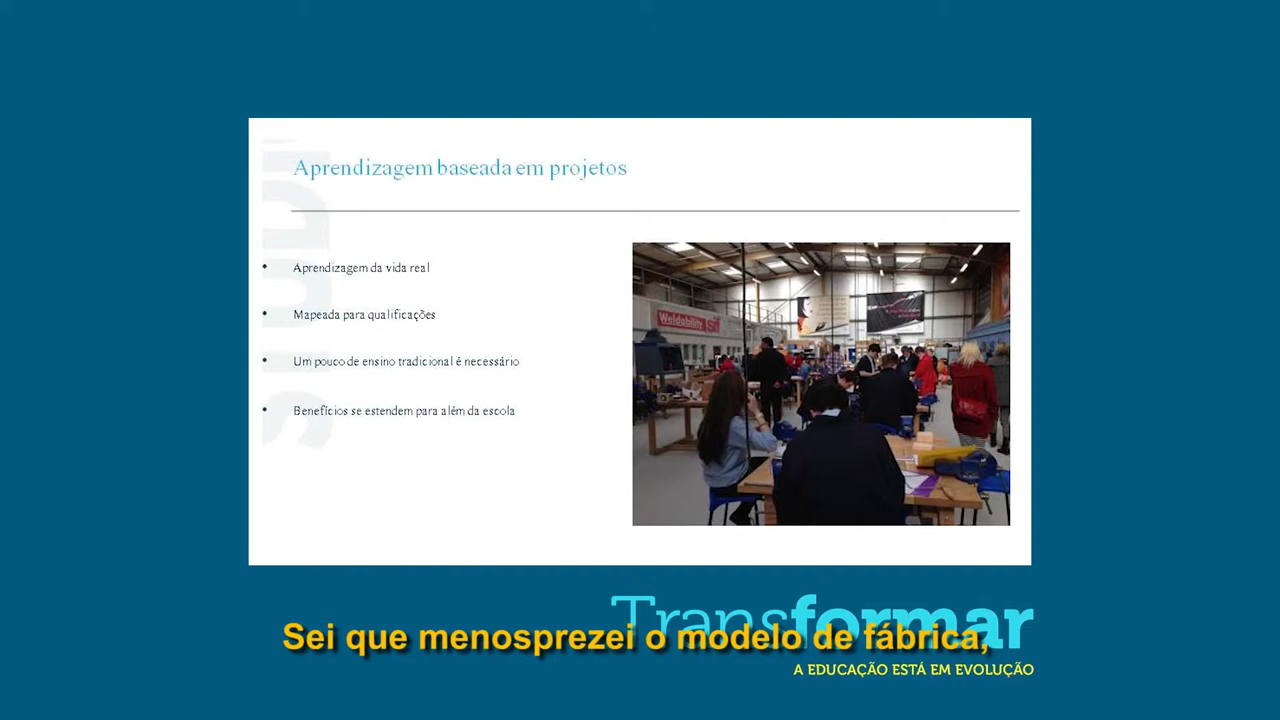 Aprendizagem baseada em projetos
• Aprendizagem da vida real
• Mapeada para qualificações
• Um pouco de ensino tradicional é necessário
• Benefícios se estendem para além da escola
Weldability Sif
Transformar
Sei que menosprezei o modelo de fábrica,
A EDUCAÇÃO ESTÁ EM EVOLUÇÃO